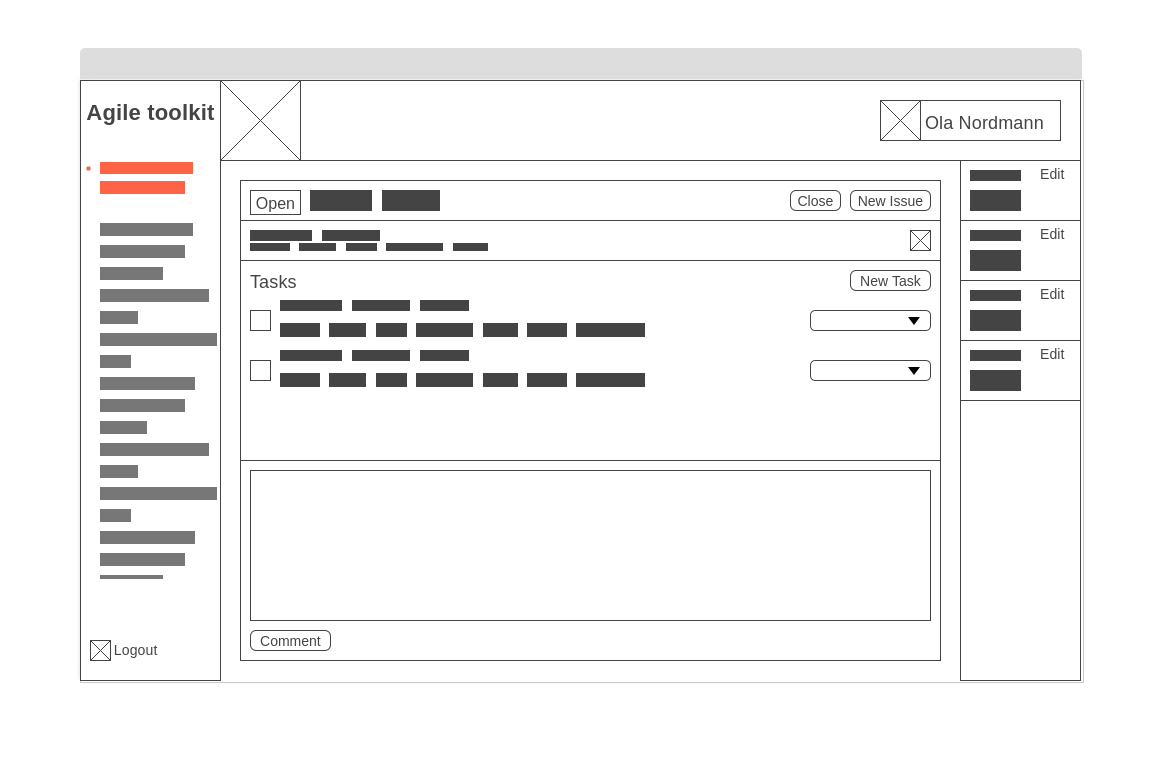 Agile toolkit
Ola Nordmann
Open
Close
New Issue
Tasks
New Task
Comment
Edit
Edit
Edit
Edit
Logout